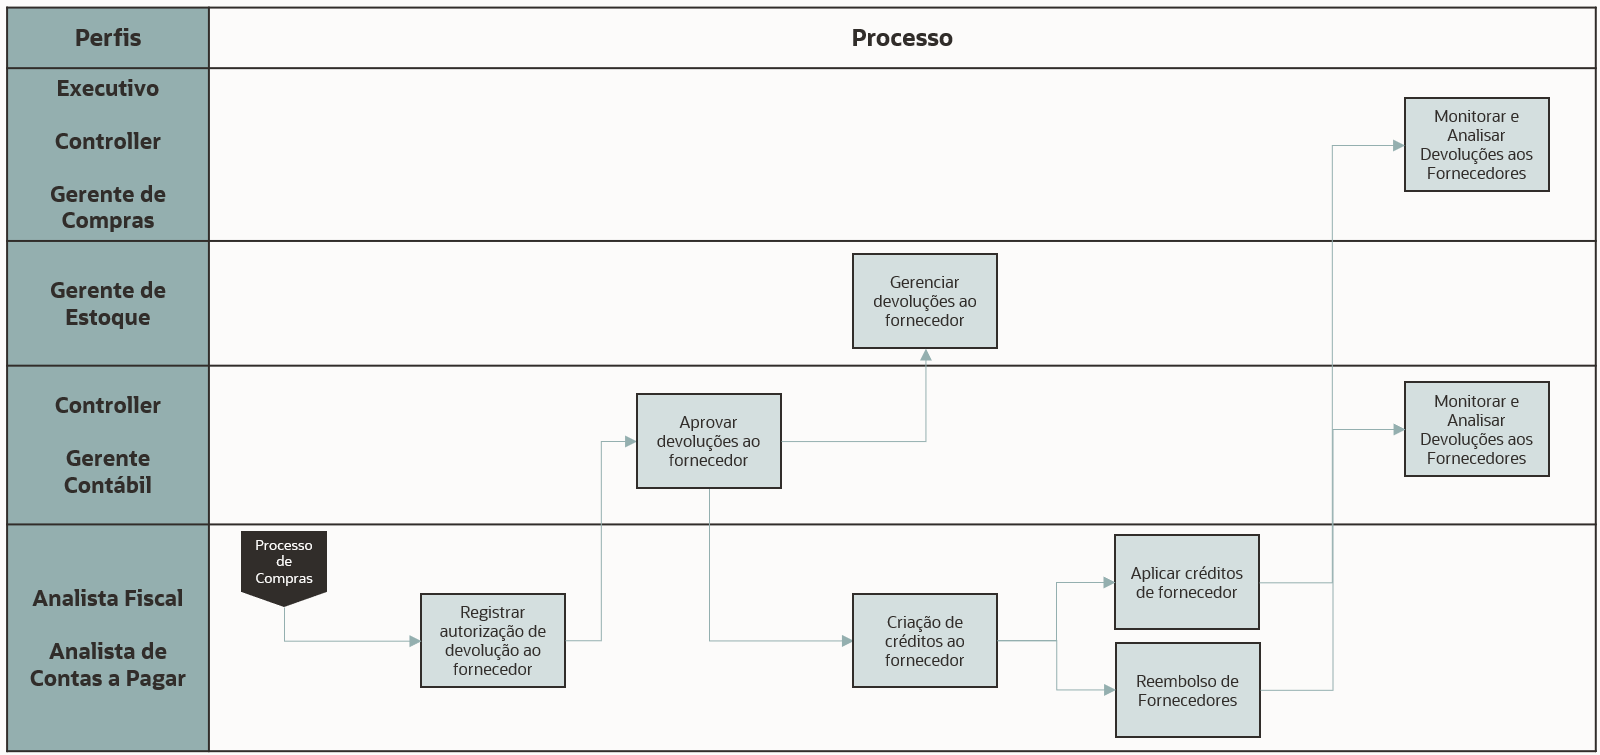 Perfis
Processo
Executivo
Controller
Gerente de
Compras
Monitorar e
Analisar
Devoluções aos
Fornecedores
Gerente de
Estoque
Gerenciar
devoluções ao
fornecedor
Controller
Gerente
Contábil
Aprovar
devoluções ao
fornecedor
Monitorar e
Analisar
Devoluções aos
Fornecedores
Analista Fiscal
Analista de
Contas a Pagar
Processo
de
Compras
Registrar
autorização de
devolução ao
fornecedor
Criação de
créditos ao
fornecedor
Aplicar créditos
de fornecedor
Reembolso de
Fornecedores